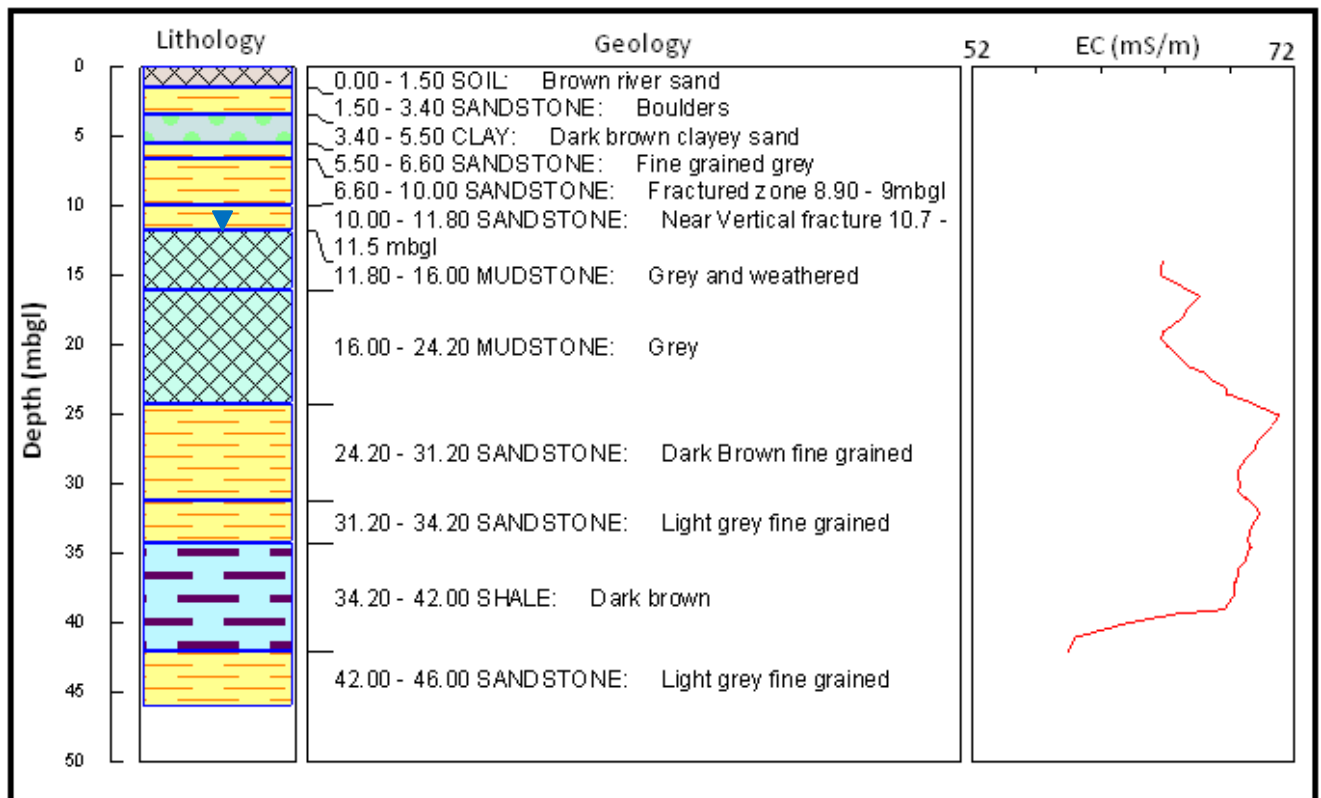 Lithology
Geology
52 EC (mS/m) 72
Depth (mbgl)
0
5
10
15
20
25
30
35
40
45
50
0.00 - 1.50 SOIL: Brown river sand
1.50 - 3.40 SANDSTONE: Boulders
3.40 - 5.50 CLAY: Dark brown clayey sand
5.50 - 6.60 SANDSTONE: Fine grained grey
6.60 - 10.00 SANDSTONE: Fractured zone 8.90 - 9mbgl
10.00 - 11.80 SANDSTONE: Near Vertical fracture 10.7 -
11.5 mbgl
11.80 - 16.00 MUDSTONE: Grey and weathered
16.00 - 24.20 MUDSTONE: Grey
24.20 - 31.20 SANDSTONE: Dark Brown fine grained
31.20 - 34.20 SANDSTONE: Light grey fine grained
34.20 - 42.00 SHALE: Dark brown
42.00 - 46.00 SANDSTONE: Light grey fine grained